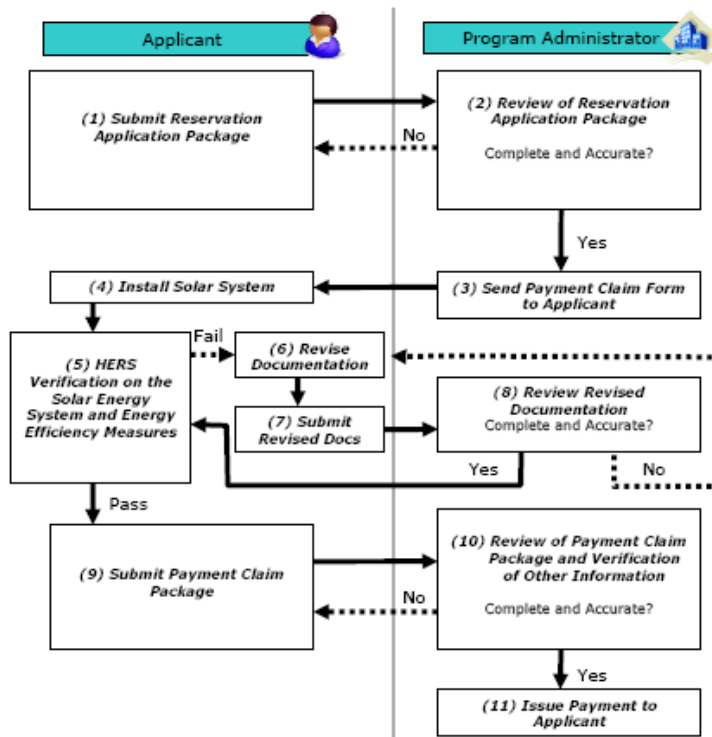 Applicant
Program Administrator
(1) Submit Reservation
Application Package
(2) Review of Reservation
Application Package
Complete and Accurate?
No
Yes
(4) Install Solar System
(3) Send Payment Claim Form
to Applicant
Fail
(5) HERS
Verification on the
Solar Energy
System and Energy
Efficiency Measures
(6) Revise
Documentation
(7) Submit
Revised Docs
(8) Review Revised
Documentation
Complete and Accurate?
Yes
No
Pass
(9) Submit Payment Claim
Package
(10) Review of Payment Claim
Package and Verification
of Other Information
Complete and Accurate?
No
Yes
(11) Issue Payment to
Applicant